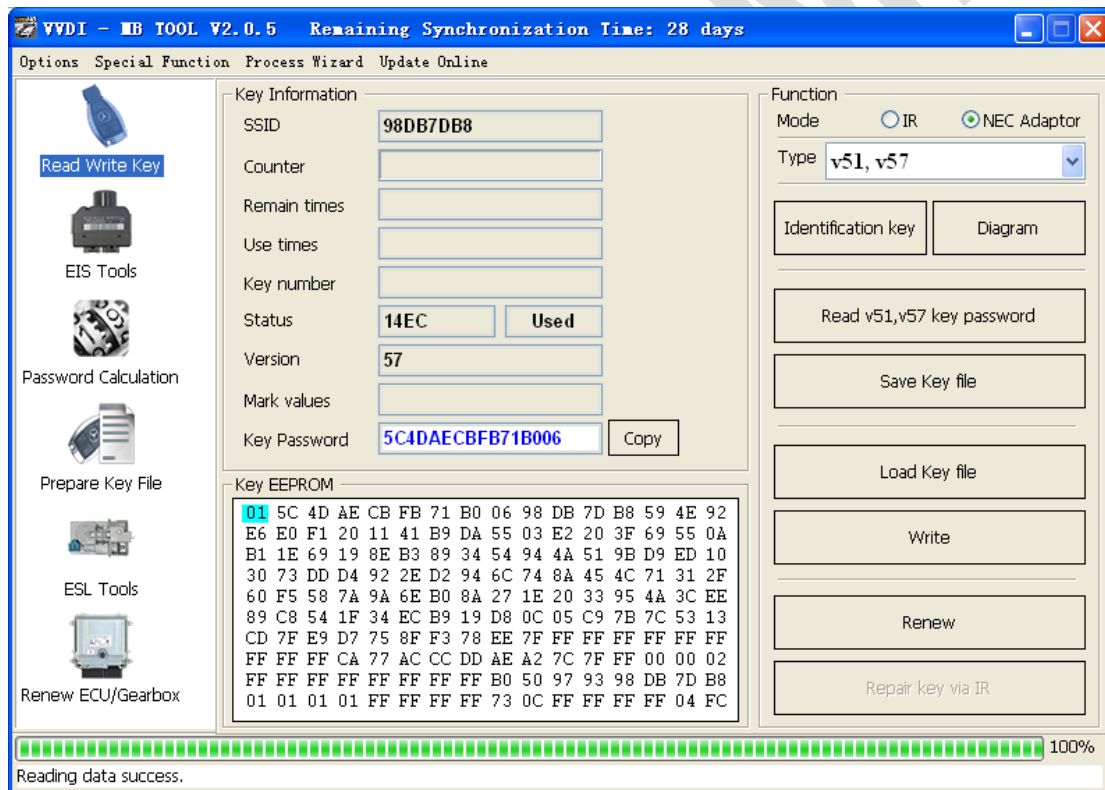 VVDI - MB TOOL V2.0.5 Remaining Synchronization Time: 28 days
Options Special Function Process Wizard Update Online
Read Write Key
EIS Tools
Password Calculation
Prepare Key File
ESL Tools
Renew ECU/Gearbox
Key Information
SSID 98DB7DB8
Counter
Remain times
Use times
Key number
Status 14EC Used
Version 57
Mark values
Key Password 5C4DAECBFB71B006 Copy
Key EEPROM
01 5C 4D AE CB FB 71 B0 06 98 DB 7D B8 59 4E 92
E6 E0 F1 20 11 41 B9 DA 55 03 E2 20 3F 69 55 0A
B1 1E 69 19 8E B3 89 34 54 94 4A 51 9B D9 ED 10
30 73 DD D4 92 2E D2 94 6C 74 8A 45 4C 71 31 2F
60 F5 58 7A 9A 6E B0 8A 27 1E 20 33 95 4A 3C EE
89 C8 54 1F 34 EC B9 19 D8 0C 05 C9 7B 7C 53 13
CD 7F E9 D7 75 8F F3 78 EE 7F FF FF FF FF FF FF
FF FF FF CA 77 AC CC DD AE A2 7C 7F FF 00 00 02
FF FF FF FF FF FF FF FF B0 50 97 93 98 DB 7D B8
01 01 01 01 FF FF FF FF 73 0C FF FF FF FF 04 FC
Function
Mode IR NEC Adaptor
Type v51, v57
Identification key Diagram
Read v51,v57 key password
Save Key file
Load Key file
Write
Renew
Repair key via IR
100%
Reading data success.